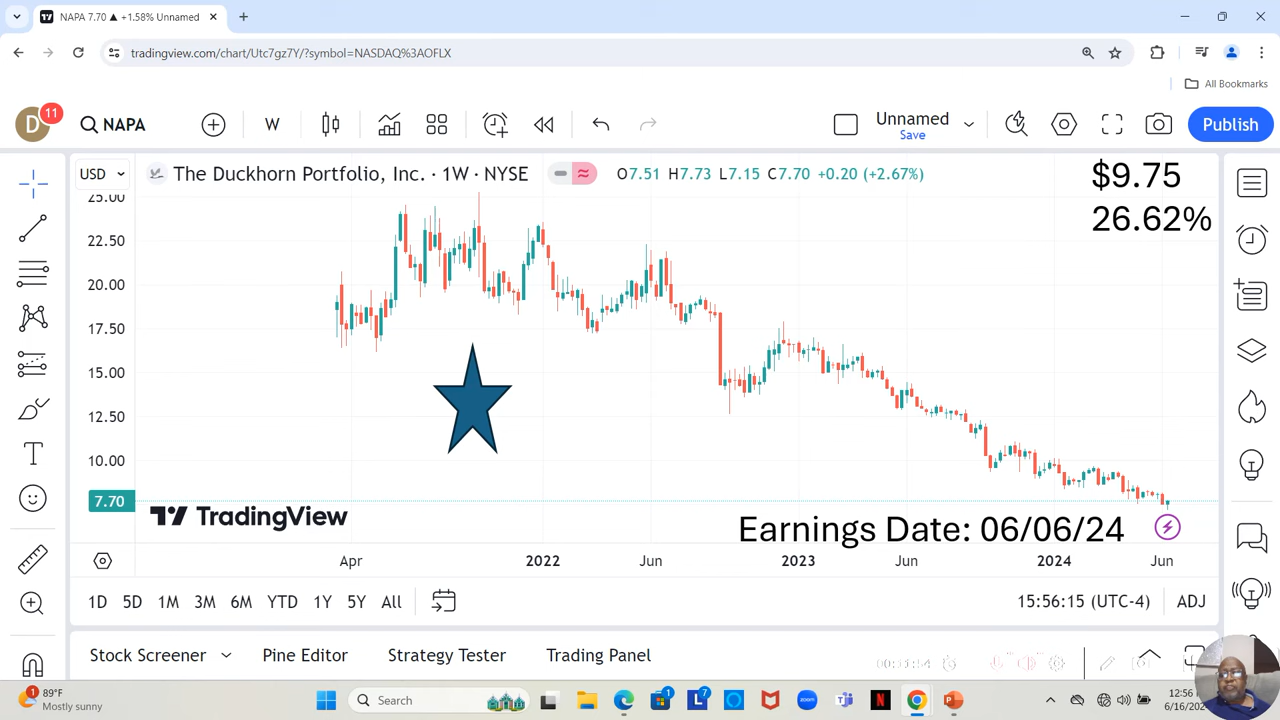 NAPA 7.70 ▲ +1.58% Unnamed
tradingview.com/chart/Utc7gz7Y/?symbol=NASDAQ%3AOFLX
All Bookmarks
D 11 NAPA W Unnamed Save Publish
USD The Duckhorn Portfolio, Inc. · 1W · NYSE O7.51 H7.73 L7.15 C7.70 +0.20 (+2.67%)
$9.75
26.62%
25.00
22.50
20.00
17.50
15.00
12.50
10.00
7.70
TradingView
Earnings Date: 06/06/24
Apr 2022 Jun 2023 Jun 2024 Jun
1D 5D 1M 3M 6M YTD 1Y 5Y All 15:56:15 (UTC-4) ADJ
Stock Screener Pine Editor Strategy Tester Trading Panel
1 89°F
Mostly sunny
Search
1
7
12:56